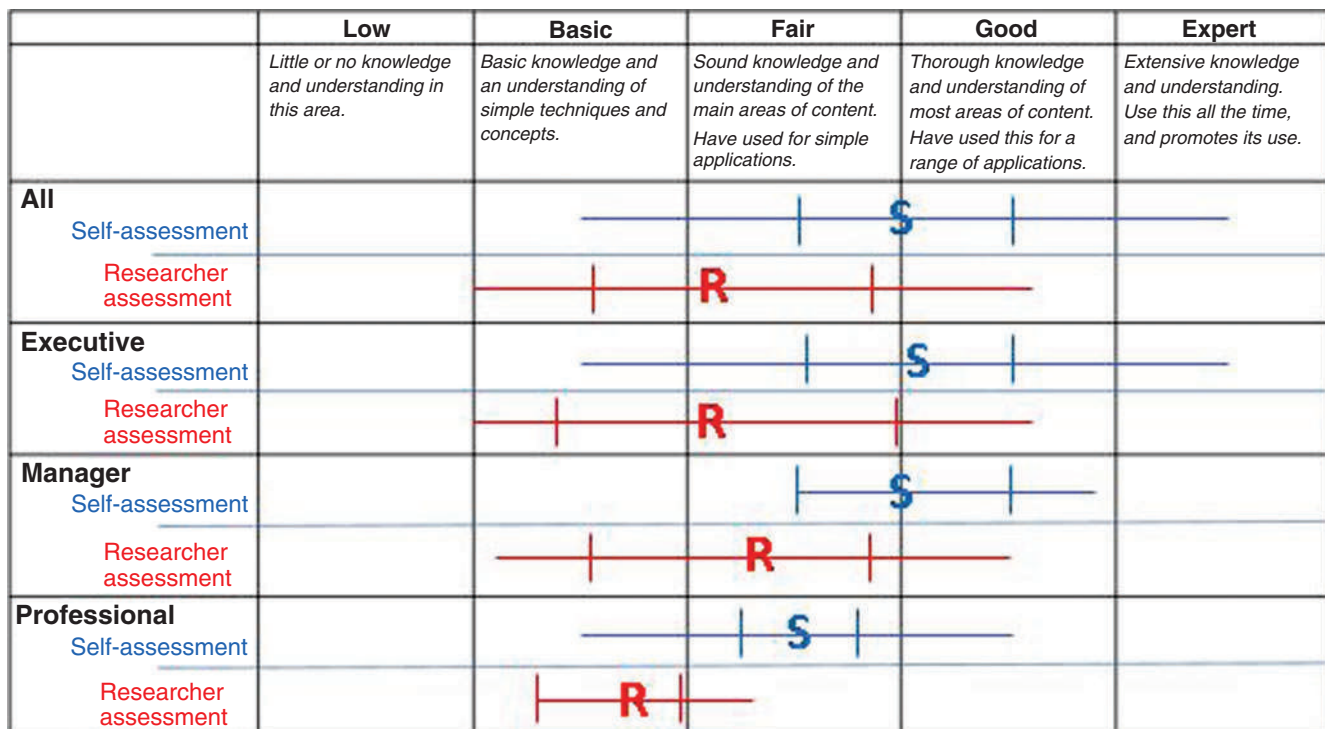 Low Basic Fair Good Expert
Little or no knowledge
and understanding in
this area.
Basic knowledge and
an understanding of
simple techniques and
concepts.
Sound knowledge and
understanding of the
main areas of content.
Have used for simple
applications.
Thorough knowledge
and understanding of
most areas of content.
Have used this for a
range of applications.
Extensive knowledge
and understanding.
Use this all the time,
and promotes its use.
All
Self-assessment
S
Researcher
assessment
R
Executive
Self-assessment
S
Researcher
assessment
R
Manager
Self-assessment
S
Researcher
assessment
R
Professional
Self-assessment
S
Researcher
assessment
R